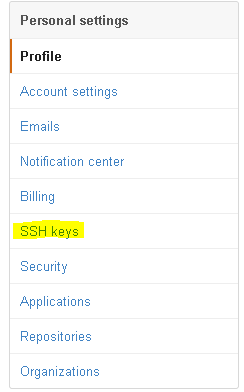 Personal settings
Profile
Account settings
Emails
Notification center
Billing
SSH keys
Security
Applications
Repositories
Organizations